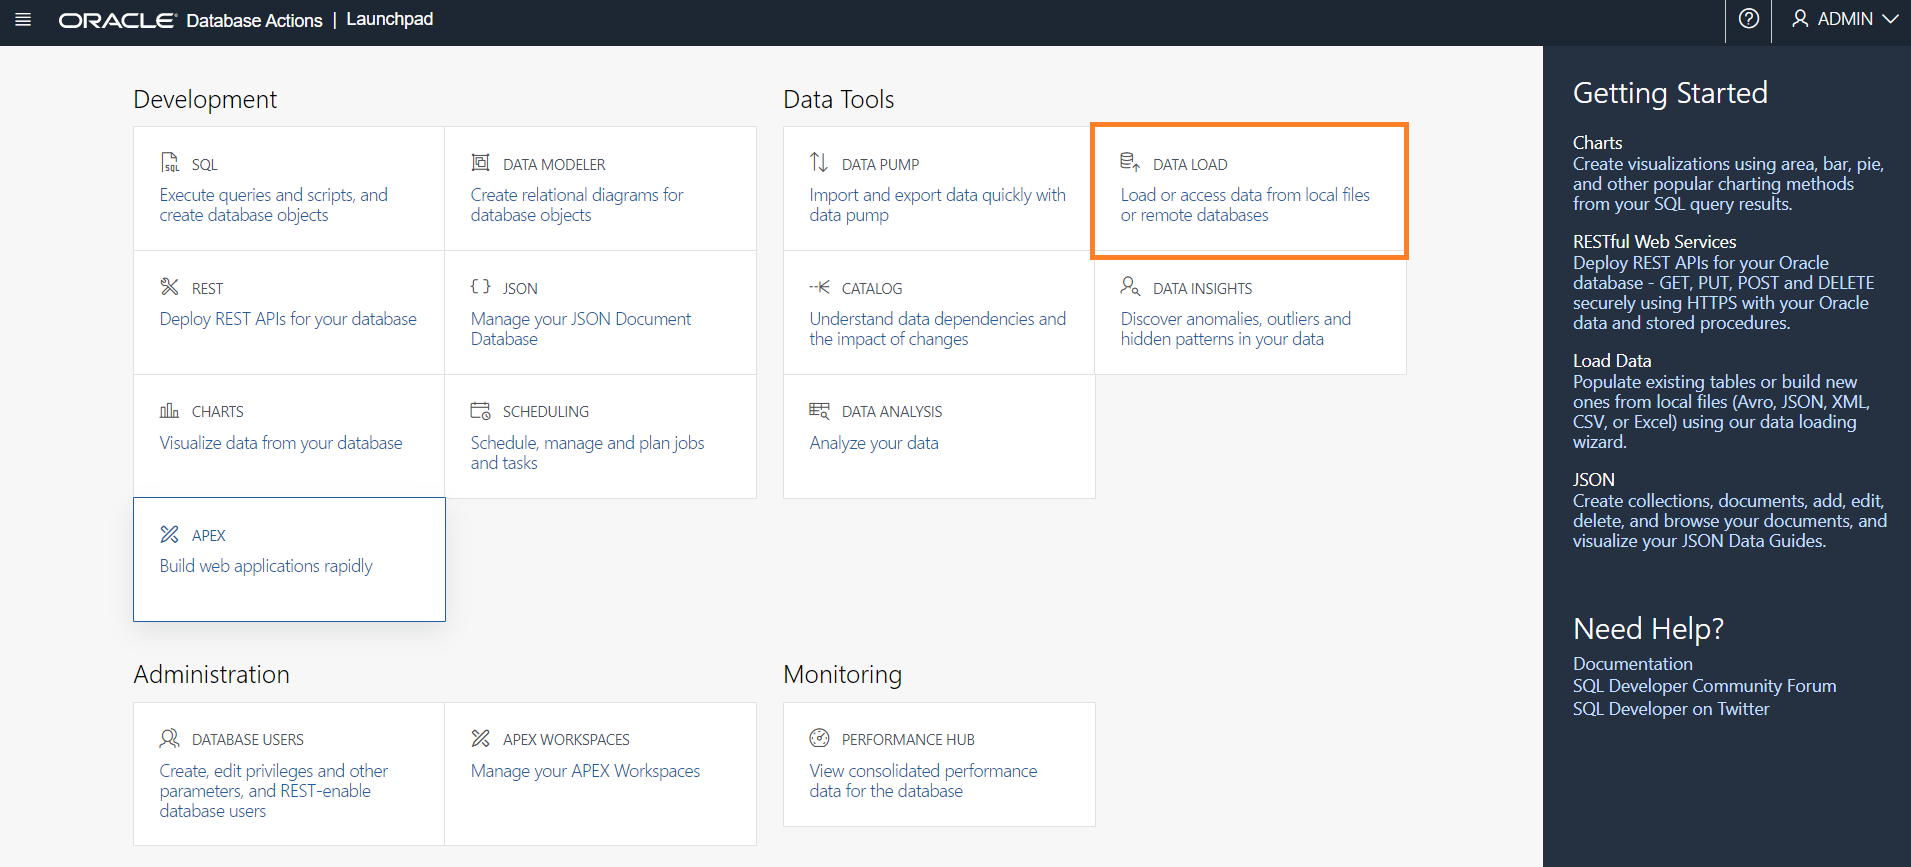 ORACLE Database Actions | Launchpad
ADMIN
Development
SQL
Execute queries and scripts, and
create database objects
DATA MODELER
Create relational diagrams for
database objects
REST
Deploy REST APIs for your database
{ } JSON
Manage your JSON Document
Database
CHARTS
Visualize data from your database
SCHEDULING
Schedule, manage and plan jobs
and tasks
APEX
Build web applications rapidly
Data Tools
DATA PUMP
Import and export data quickly with
data pump
DATA LOAD
Load or access data from local files
or remote databases
CATALOG
Understand data dependencies and
the impact of changes
DATA INSIGHTS
Discover anomalies, outliers and
hidden patterns in your data
DATA ANALYSIS
Analyze your data
Administration
DATABASE USERS
Create, edit privileges and other
parameters, and REST-enable
database users
APEX WORKSPACES
Manage your APEX Workspaces
Monitoring
PERFORMANCE HUB
View consolidated performance
data for the database
Getting Started
Charts
Create visualizations using area, bar, pie,
and other popular charting methods
from your SQL query results.
RESTful Web Services
Deploy REST APIs for your Oracle
database - GET, PUT, POST and DELETE
securely using HTTPS with your Oracle
data and stored procedures.
Load Data
Populate existing tables or build new
ones from local files (Avro, JSON, XML,
CSV, or Excel) using our data loading
wizard.
JSON
Create collections, documents, add, edit,
delete, and browse your documents, and
visualize your JSON Data Guides.
Need Help?
Documentation
SQL Developer Community Forum
SQL Developer on Twitter